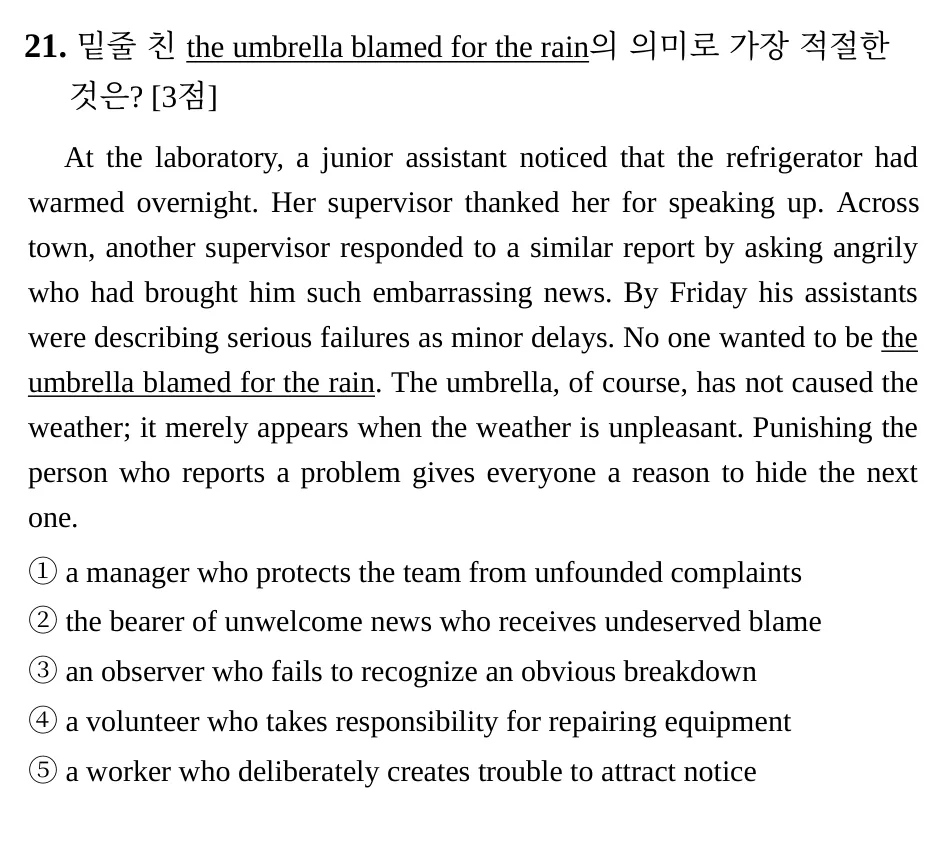 21. 밑줄 친 the umbrella blamed for the rain의 의미로 가장 적절한
것은? [3점]
At the laboratory, a junior assistant noticed that the refrigerator had
warmed overnight. Her supervisor thanked her for speaking up. Across
town, another supervisor responded to a similar report by asking angrily
who had brought him such embarrassing news. By Friday his assistants
were describing serious failures as minor delays. No one wanted to be the
umbrella blamed for the rain. The umbrella, of course, has not caused the
weather; it merely appears when the weather is unpleasant. Punishing the
person who reports a problem gives everyone a reason to hide the next
one.
① a manager who protects the team from unfounded complaints
② the bearer of unwelcome news who receives undeserved blame
③ an observer who fails to recognize an obvious breakdown
④ a volunteer who takes responsibility for repairing equipment
⑤ a worker who deliberately creates trouble to attract notice